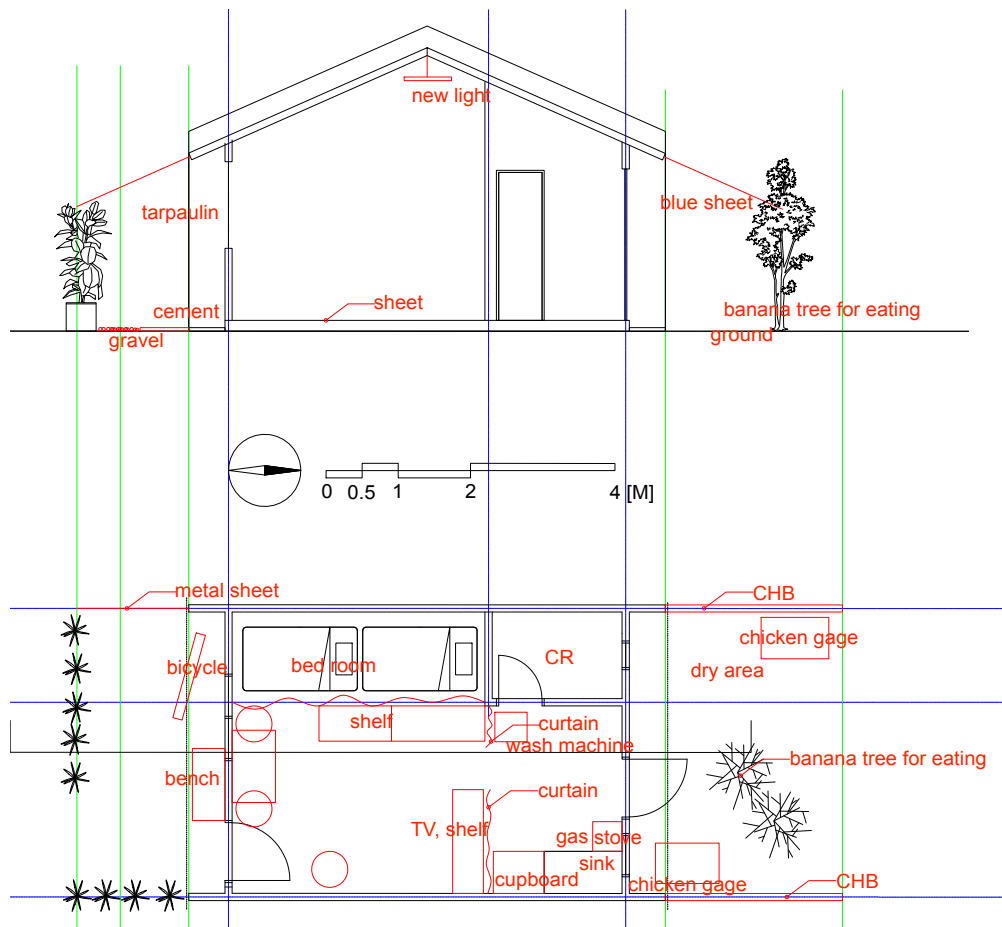 new light
tarpaulin
blue sheet
cement
sheet
banana tree for eating
gravel
ground
0 0.5 1 2 4 [M]
metal sheet
CHB
chicken gage
bicycle
bed room
CR
dry area
shelf
curtain
wash machine
banana tree for eating
bench
curtain
TV, shelf
gas stove
sink
cupboard
chicken gage
CHB